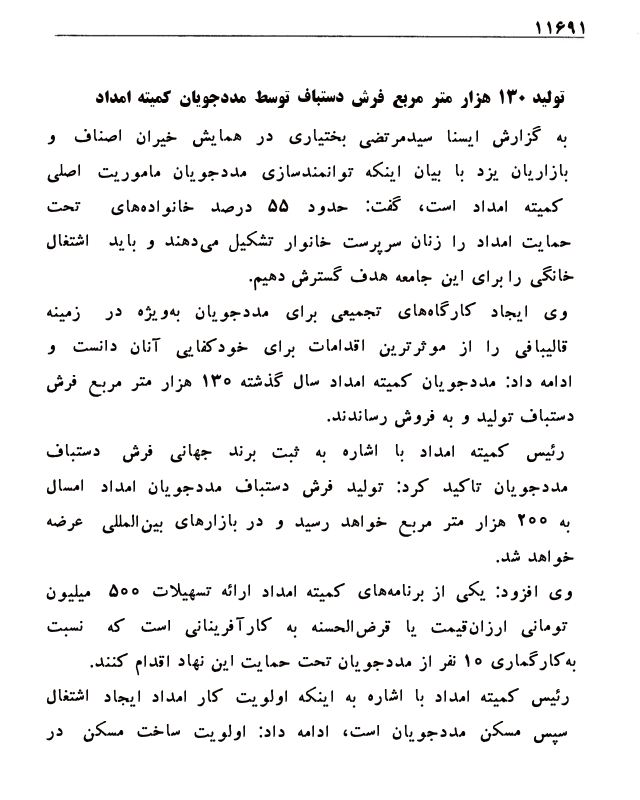 ۱۱۶۹۱
تولید ۱۳۰ هزار متر مربع فرش دستباف توسط مددجویان کمیته امداد
به گزارش ایسنا سیدمرتضی بختیاری در همایش خیران اصناف و
بازاریان یزد با بیان اینکه توانمندسازی مددجویان ماموریت اصلی
کمیته امداد است، گفت: حدود ۵۵ درصد خانواده‌های تحت
حمایت امداد را زنان سرپرست خانوار تشکیل می‌دهند و باید اشتغال
خانگی را برای این جامعه هدف گسترش دهیم.
وی ایجاد کارگاه‌های تجمیعی برای مددجویان به‌ویژه در زمینه
قالیبافی را از موثرترین اقدامات برای خودکفایی آنان دانست و
ادامه داد: مددجویان کمیته امداد سال گذشته ۱۳۰ هزار متر مربع فرش
دستباف تولید و به فروش رساندند.
رئیس کمیته امداد با اشاره به ثبت برند جهانی فرش دستباف
مددجویان تاکید کرد: تولید فرش دستباف مددجویان امداد امسال
به ۲۰۰ هزار متر مربع خواهد رسید و در بازارهای بین‌المللی عرضه
خواهد شد.
وی افزود: یکی از برنامه‌های کمیته امداد ارائه تسهیلات ۵۰۰ میلیون
تومانی ارزان‌قیمت یا قرض‌الحسنه به کارآفرینانی است که نسبت
به‌کارگماری ۱۰ نفر از مددجویان تحت حمایت این نهاد اقدام کنند.
رئیس کمیته امداد با اشاره به اینکه اولویت کار امداد ایجاد اشتغال
سپس مسکن مددجویان است، ادامه داد: اولویت ساخت مسکن در